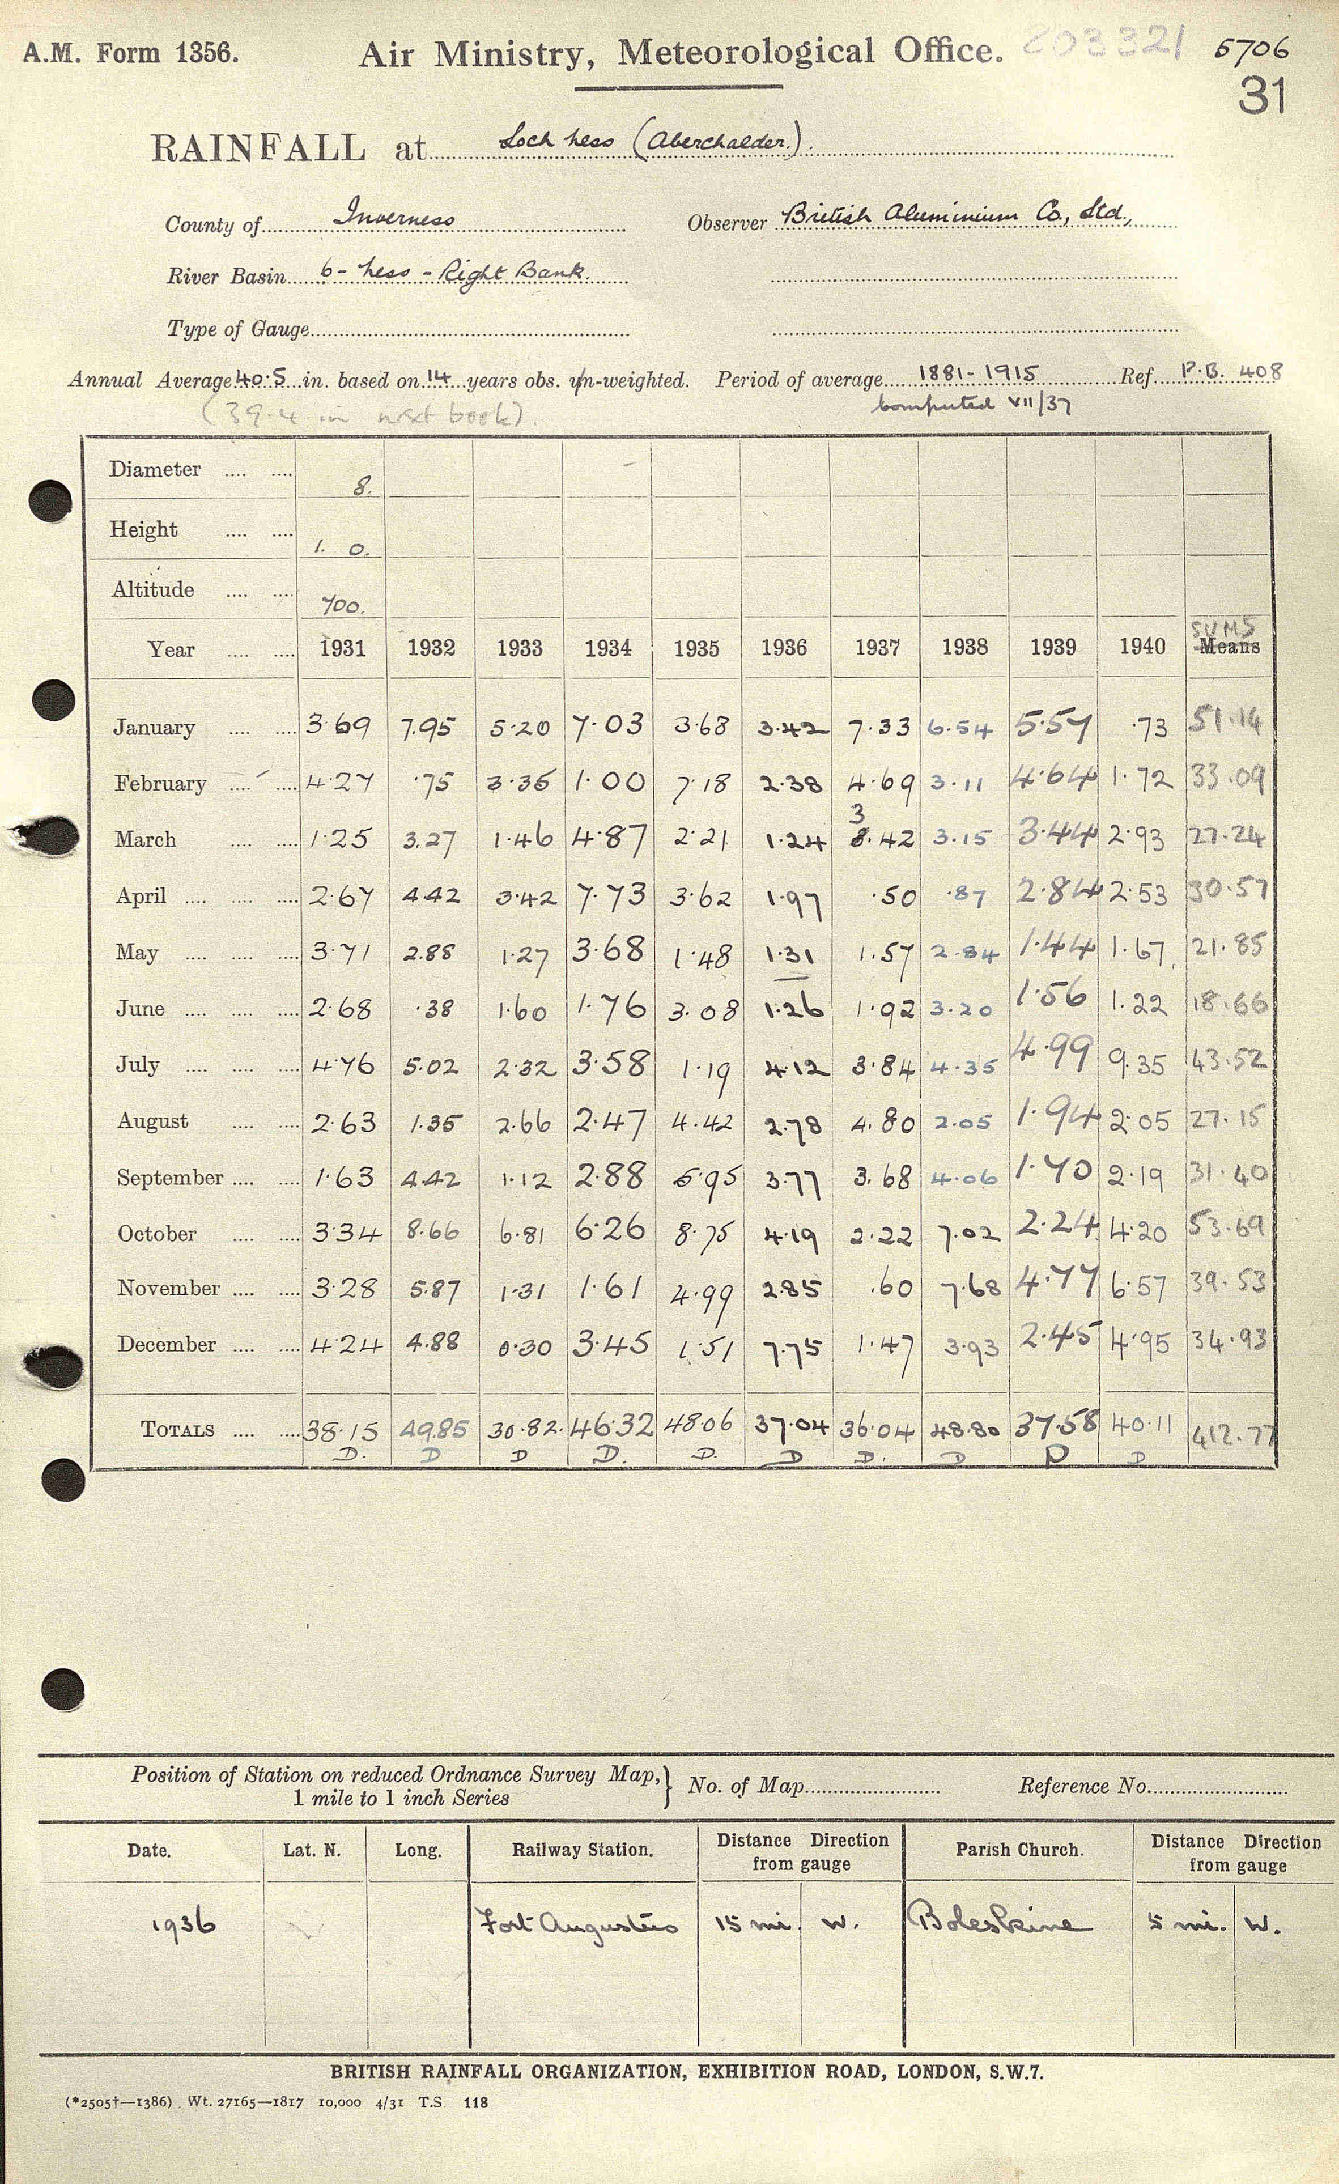 A.M. Form 1356. Air Ministry, Meteorological Office. C03321 5706
31
RAINFALL at Loch Ness (Aberchalder.)
County of Inverness Observer British Aluminium Co, Ltd.,
River Basin 6 - Ness - Right Bank.
Type of Gauge
Annual Average 40.5 in. based on 14 years obs. un-weighted. Period of average 1881-1915 Ref. P.B. 408
(39.4 in next book). Computed VII/37
Diameter 8.
Height 1. 0.
Altitude 700.
SUMS
Year 1931 1932 1933 1934 1935 1936 1937 1938 1939 1940 Means
January 3.69 7.95 5.20 7.03 3.68 3.42 7.33 6.54 5.57 .73 51.14
February 4.27 .75 3.35 1.00 7.18 2.38 4.69 3.11 4.64 1.72 33.09
3
March 1.25 3.27 1.46 4.87 2.21 1.24 8.42 3.15 3.44 2.93 27.24
April 2.67 4.42 3.42 7.73 3.62 1.97 .50 .87 2.84 2.53 30.57
May 3.71 2.88 1.27 3.68 1.48 1.31 1.57 2.84 1.44 1.67 21.85
June 2.68 .38 1.60 1.76 3.08 1.26 1.92 3.20 1.56 1.22 18.66
July 4.76 5.02 2.32 3.58 1.19 4.12 3.84 4.35 4.99 9.35 43.52
August 2.63 1.35 2.66 2.47 4.42 2.78 4.80 2.05 1.94 2.05 27.15
September 1.63 4.42 1.12 2.88 5.95 3.77 3.68 4.06 1.70 2.19 31.40
October 3.34 8.66 6.81 6.26 8.75 4.19 2.22 7.02 2.24 4.20 53.69
November 3.28 5.87 1.31 1.61 4.99 2.85 .60 7.68 4.77 6.57 39.53
December 4.24 4.88 0.30 3.45 1.51 7.75 1.47 3.93 2.45 4.95 34.93
TOTALS 38.15 49.85 30.82 46.32 48.06 37.04 36.04 48.80 37.58 40.11 412.77
D. D D D. D. D D. D D D
Position of Station on reduced Ordnance Survey Map,} No. of Map Reference No.
1 mile to 1 inch Series
Date. Lat. N. Long. Railway Station. Distance Direction from gauge Parish Church. Distance Direction from gauge
1936 Fort Augustus 15 mi. W. Boleskine 5 mi. W.
BRITISH RAINFALL ORGANIZATION, EXHIBITION ROAD, LONDON, S.W.7.
(*2505†—1386) Wt. 27165—1817 10,000 4/31 T.S. 118